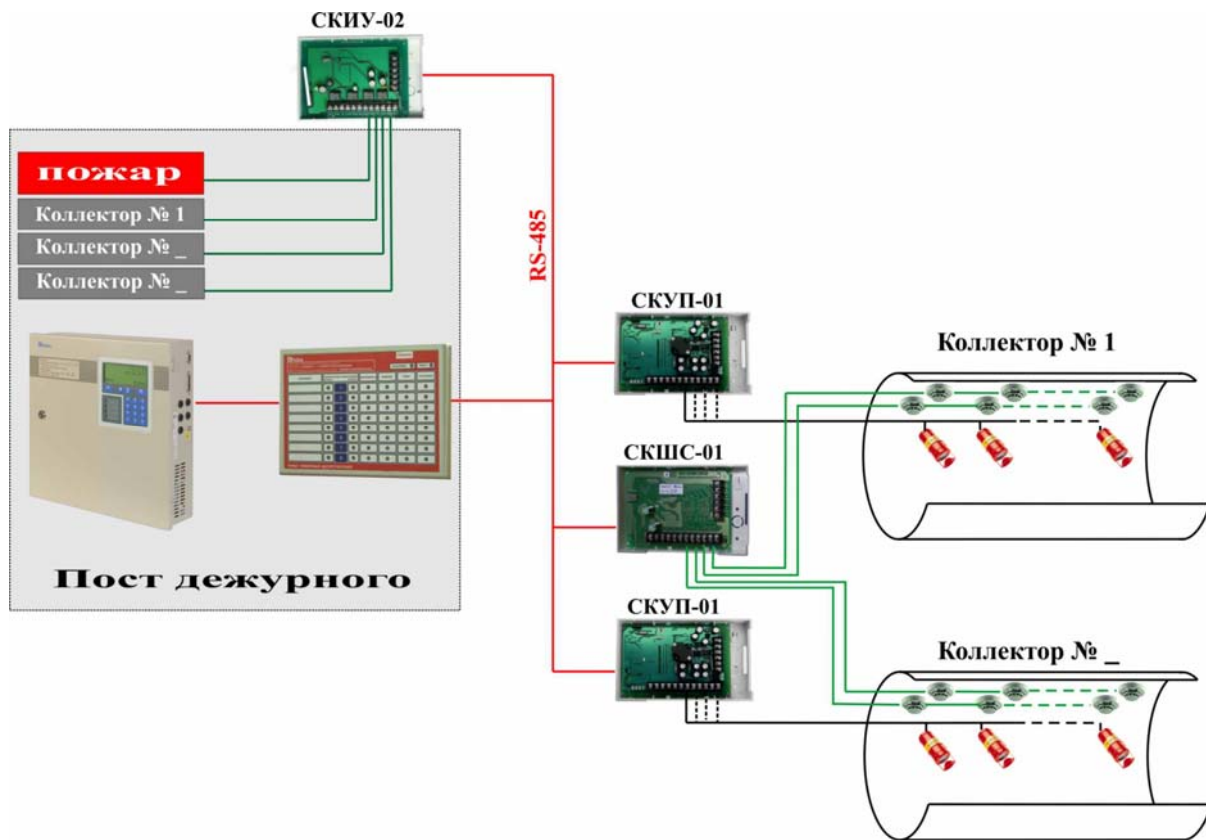 СКИУ-02
пожар
Коллектор № 1
Коллектор № _
Коллектор № _
RS-485
Пост дежурного
СКУП-01
Коллектор № 1
СКШС-01
СКУП-01
Коллектор № _